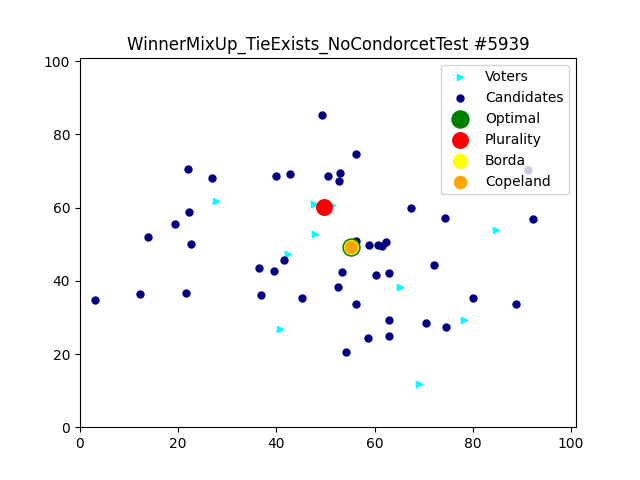 WinnerMixUp_TieExists_NoCondorcetTest #5939
Voters
Candidates
Optimal
Plurality
Borda
Copeland
100
80
60
40
20
0
0 20 40 60 80 100